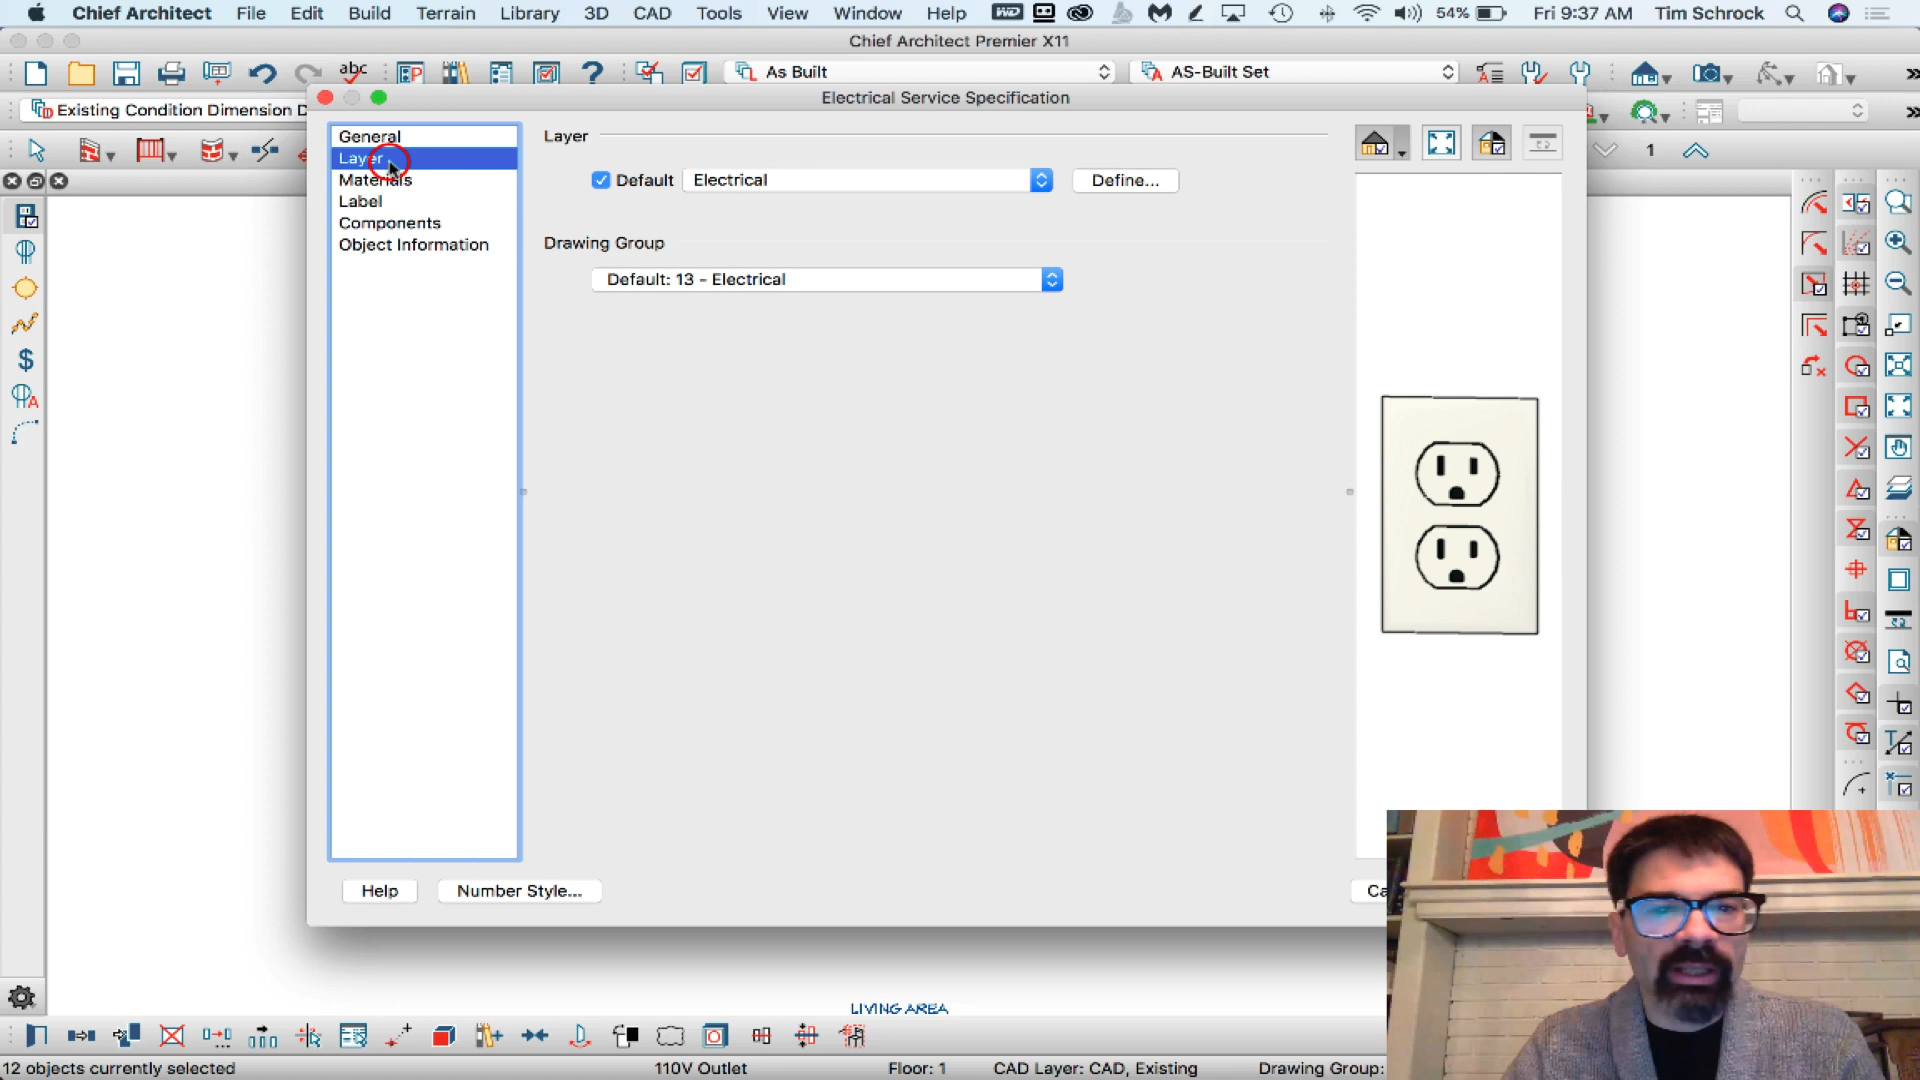 Chief Architect File Edit Build Terrain Library 3D CAD Tools View Window Help 54% Fri 9:37 AM Tim Schrock
Chief Architect Premier X11
abc As Built AS-Built Set
Existing Condition Dimension D
Electrical Service Specification
General
Layer
Materials
Label
Components
Object Information
Layer
Default Electrical Define...
Drawing Group
Default: 13 - Electrical
1
Help Number Style... Ca
LIVING AREA
12 objects currently selected 110V Outlet Floor: 1 CAD Layer: CAD, Existing Drawing Group: